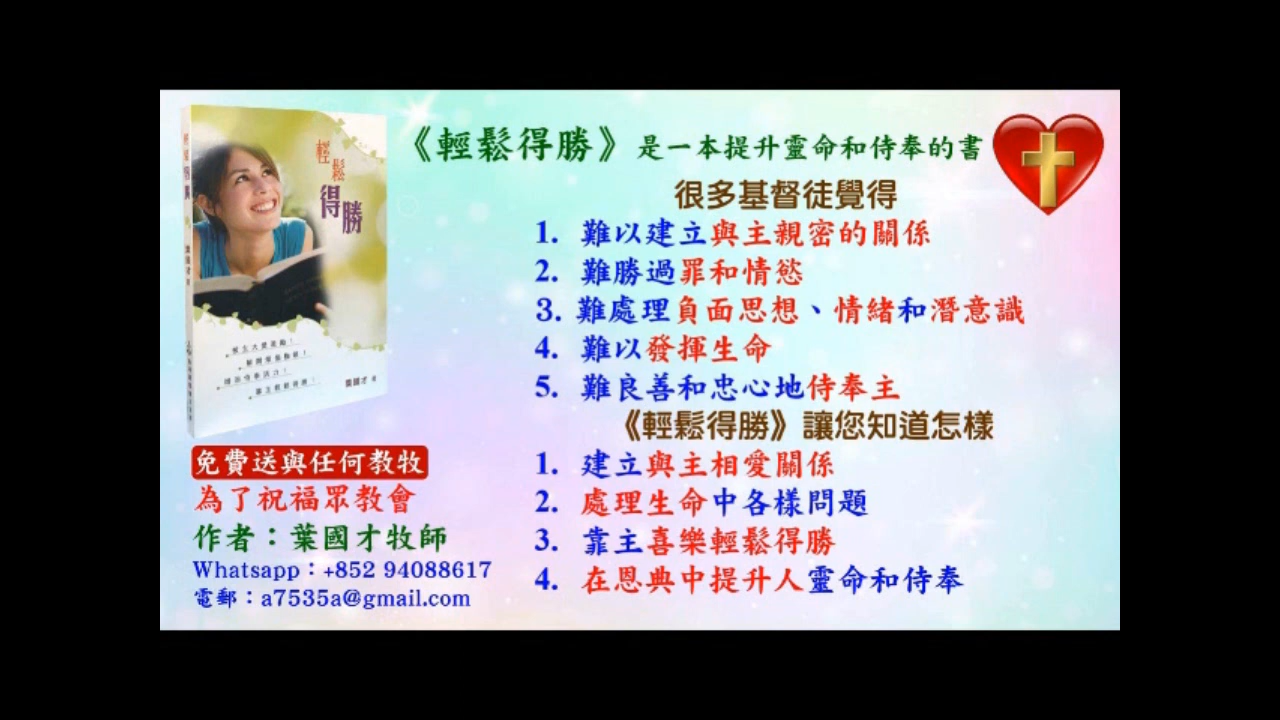 《輕鬆得勝》是一本提升靈命和侍奉的書
很多基督徒覺得
1. 難以建立與主親密的關係
2. 難勝過罪和情慾
3. 難處理負面思想、情緒和潛意識
4. 難以發揮生命
5. 難良善和忠心地侍奉主
《輕鬆得勝》讓您知道怎樣
1. 建立與主相愛關係
2. 處理生命中各樣問題
3. 靠主喜樂輕鬆得勝
4. 在恩典中提升人靈命和侍奉
輕鬆
得勝
葉國才 著
免費送與任何教牧
為了祝福眾教會
作者：葉國才牧師
Whatsapp：+852 94088617
電郵：a7535a@gmail.com